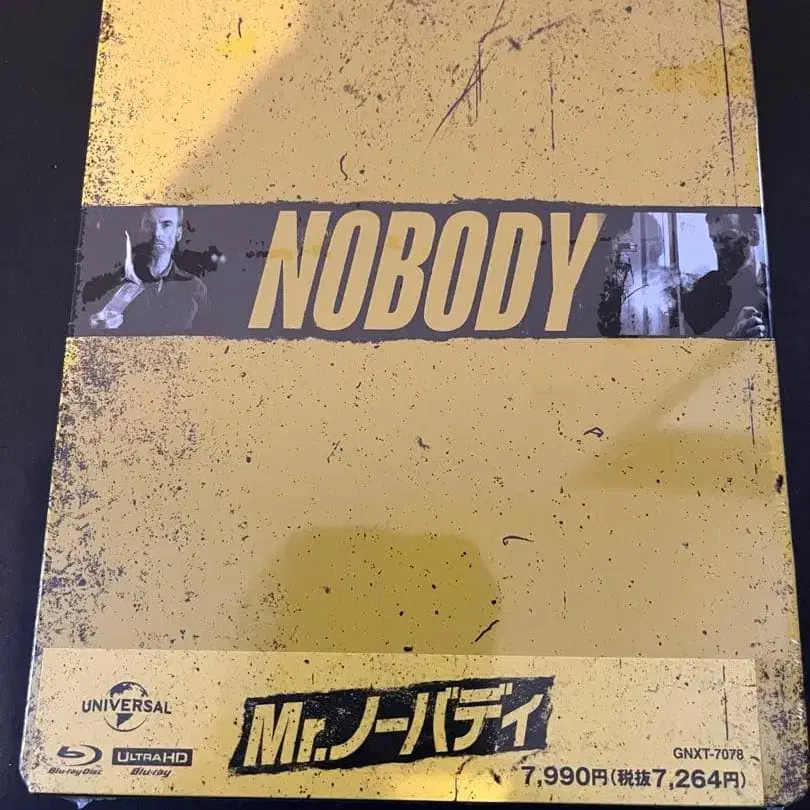 NOBODY
UNIVERSAL
Mr.ノーバディ
Blu-ray Disc
ULTRA HD
Blu-ray
GNXT-7078
7,990円(税抜7,264円)